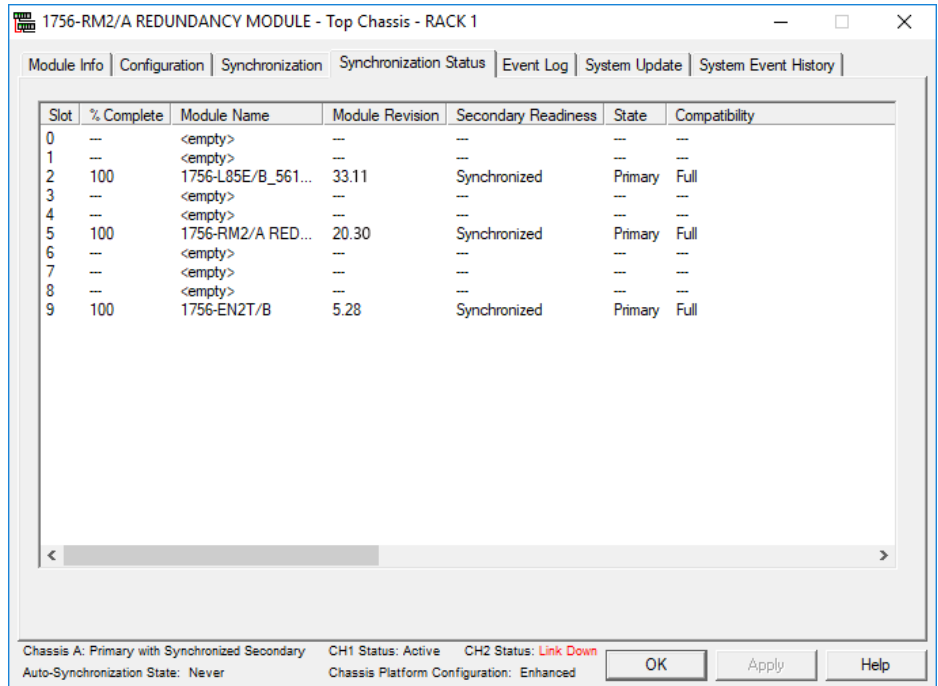 1756-RM2/A REDUNDANCY MODULE - Top Chassis - RACK 1
Module Info Configuration Synchronization Synchronization Status Event Log System Update System Event History
Slot % Complete Module Name Module Revision Secondary Readiness State Compatibility
0 --- <empty> --- --- --- ---
1 --- <empty> --- --- --- ---
2 100 1756-L85E/B_561... 33.11 Synchronized Primary Full
3 --- <empty> --- --- --- ---
4 --- <empty> --- --- --- ---
5 100 1756-RM2/A RED... 20.30 Synchronized Primary Full
6 --- <empty> --- --- --- ---
7 --- <empty> --- --- --- ---
8 --- <empty> --- --- --- ---
9 100 1756-EN2T/B 5.28 Synchronized Primary Full
Chassis A: Primary with Synchronized Secondary CH1 Status: Active CH2 Status: Link Down
Auto-Synchronization State: Never Chassis Platform Configuration: Enhanced
OK Apply Help